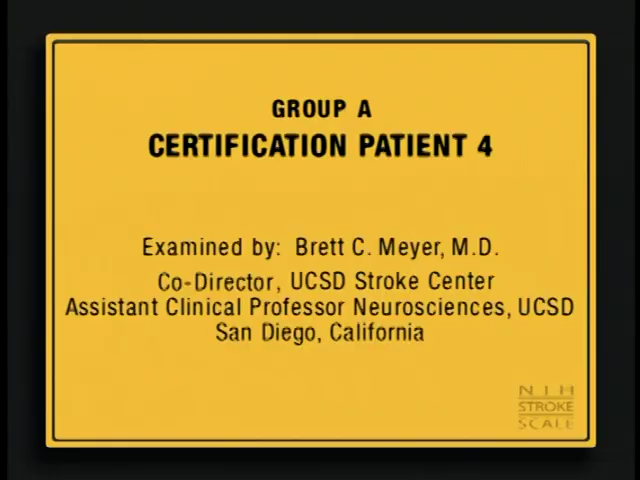 GROUP A
CERTIFICATION PATIENT 4
Examined by: Brett C. Meyer, M.D.
Co-Director, UCSD Stroke Center
Assistant Clinical Professor Neurosciences, UCSD
San Diego, California
NIH
STROKE
SCALE